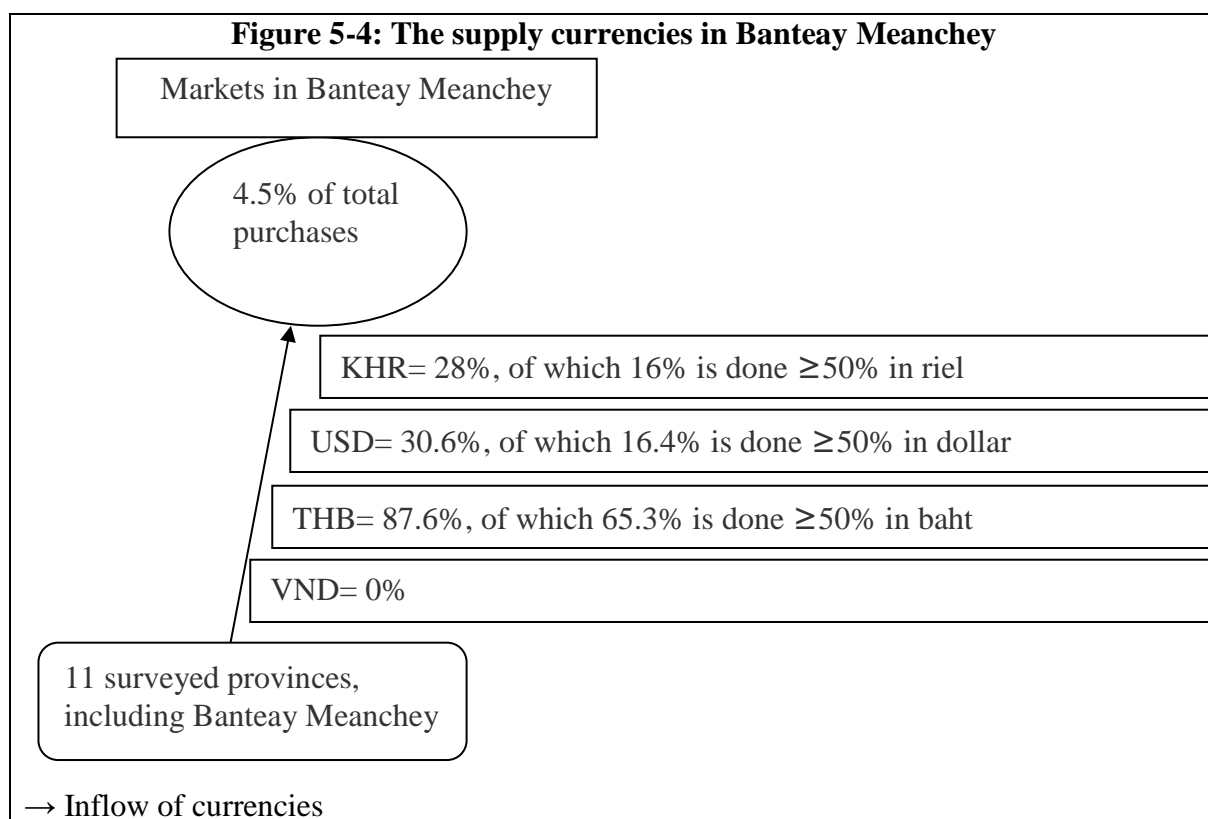 Figure 5-4: The supply currencies in Banteay Meanchey
Markets in Banteay Meanchey
4.5% of total
purchases
KHR= 28%, of which 16% is done ≥50% in riel
USD= 30.6%, of which 16.4% is done ≥50% in dollar
THB= 87.6%, of which 65.3% is done ≥50% in baht
VND= 0%
11 surveyed provinces,
including Banteay Meanchey
→ Inflow of currencies